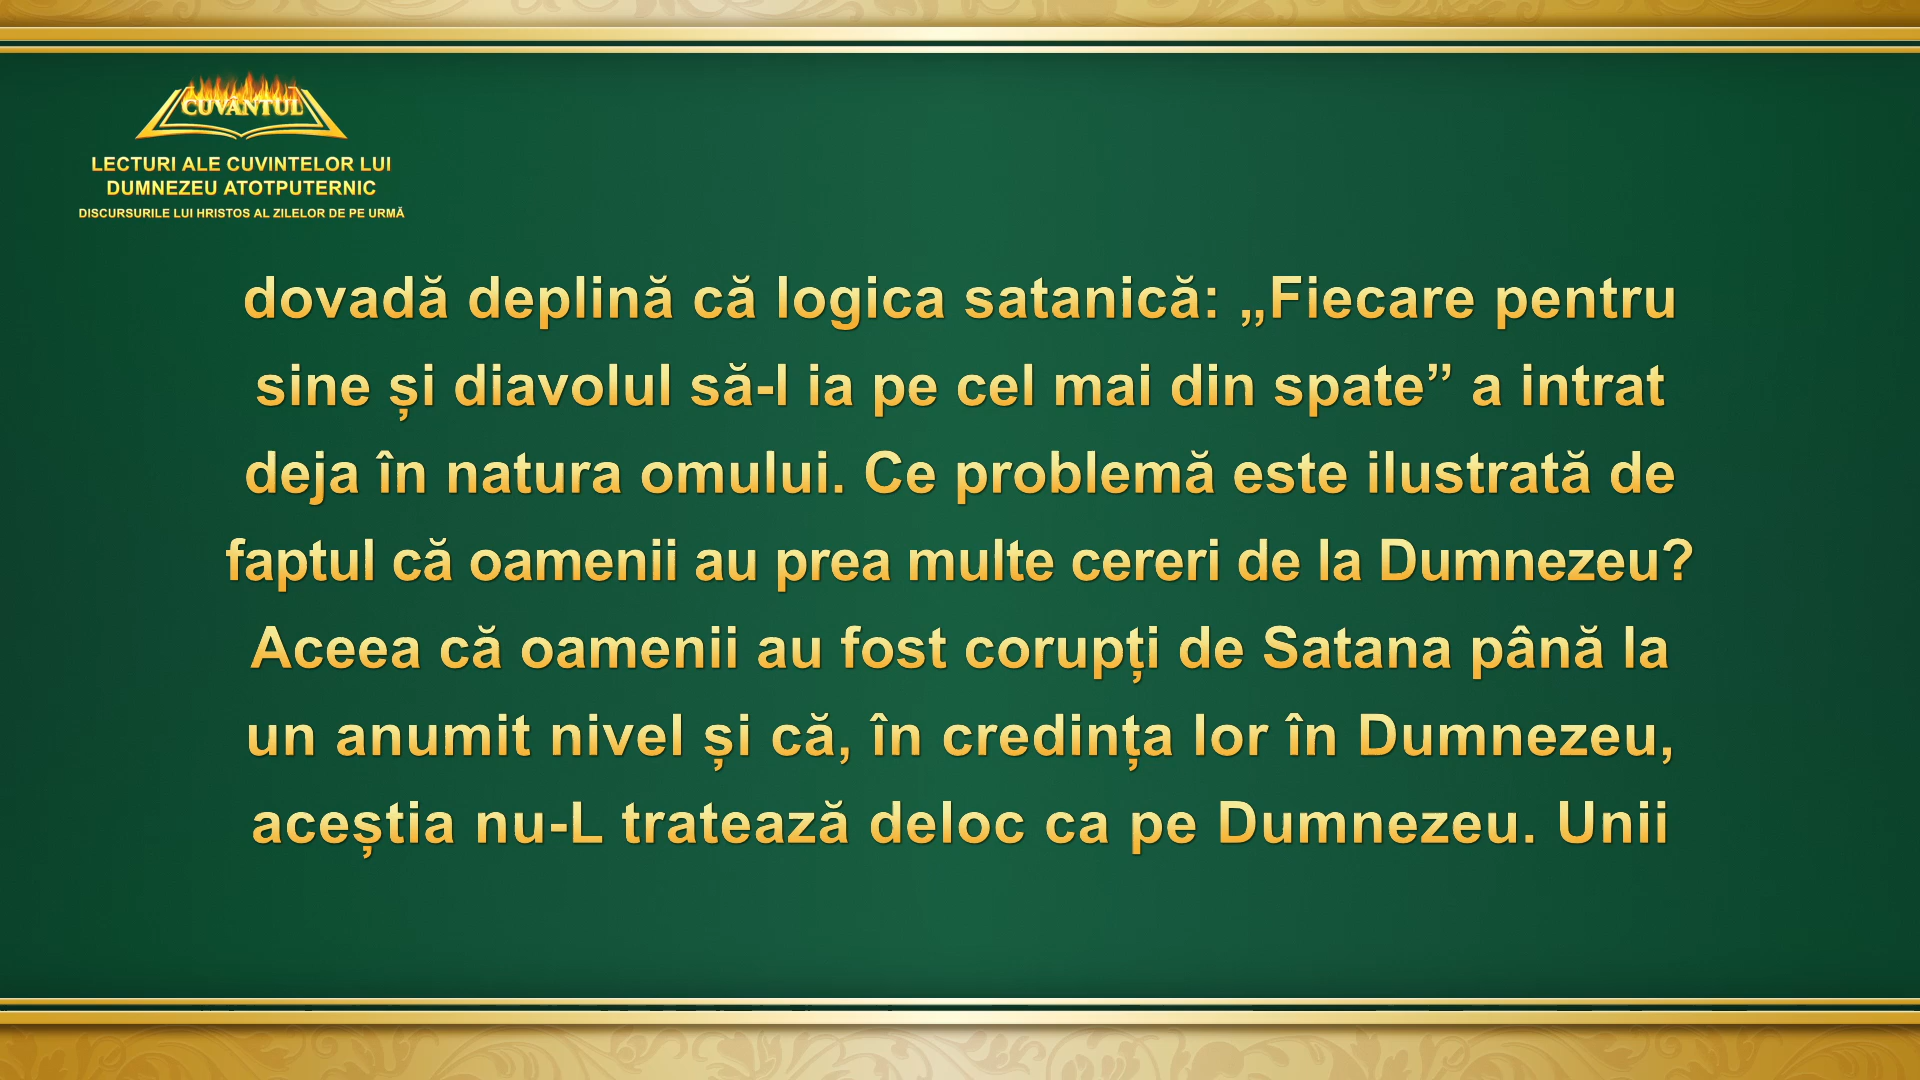 CUVÂNTUL
LECTURI ALE CUVINTELOR LUI
DUMNEZEU ATOTPUTERNIC
DISCURSURILE LUI HRISTOS AL ZILELOR DE PE URMĂ
dovadă deplină că logica satanică: „Fiecare pentru
sine și diavolul să-l ia pe cel mai din spate” a intrat
deja în natura omului. Ce problemă este ilustrată de
faptul că oamenii au prea multe cereri de la Dumnezeu?
Aceea că oamenii au fost corupți de Satana până la
un anumit nivel și că, în credința lor în Dumnezeu,
aceștia nu-L tratează deloc ca pe Dumnezeu. Unii